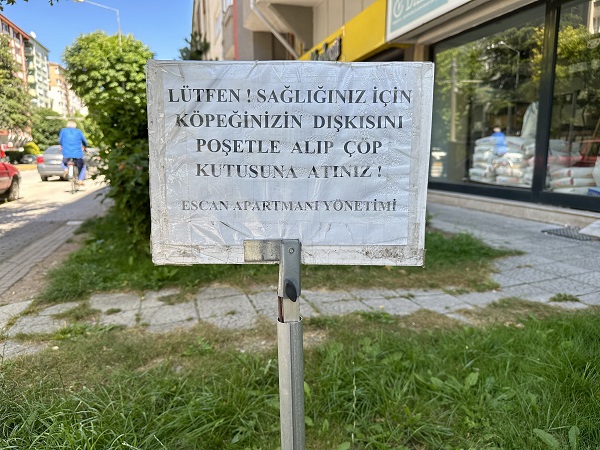 LÜTFEN ! SAĞLIĞINIZ İÇİN
KÖPEĞİNİZİN DIŞKISINI
POŞETLE ALIP ÇÖP
KUTUSUNA ATINIZ !
ESCAN APARTMANI YÖNETİMİ